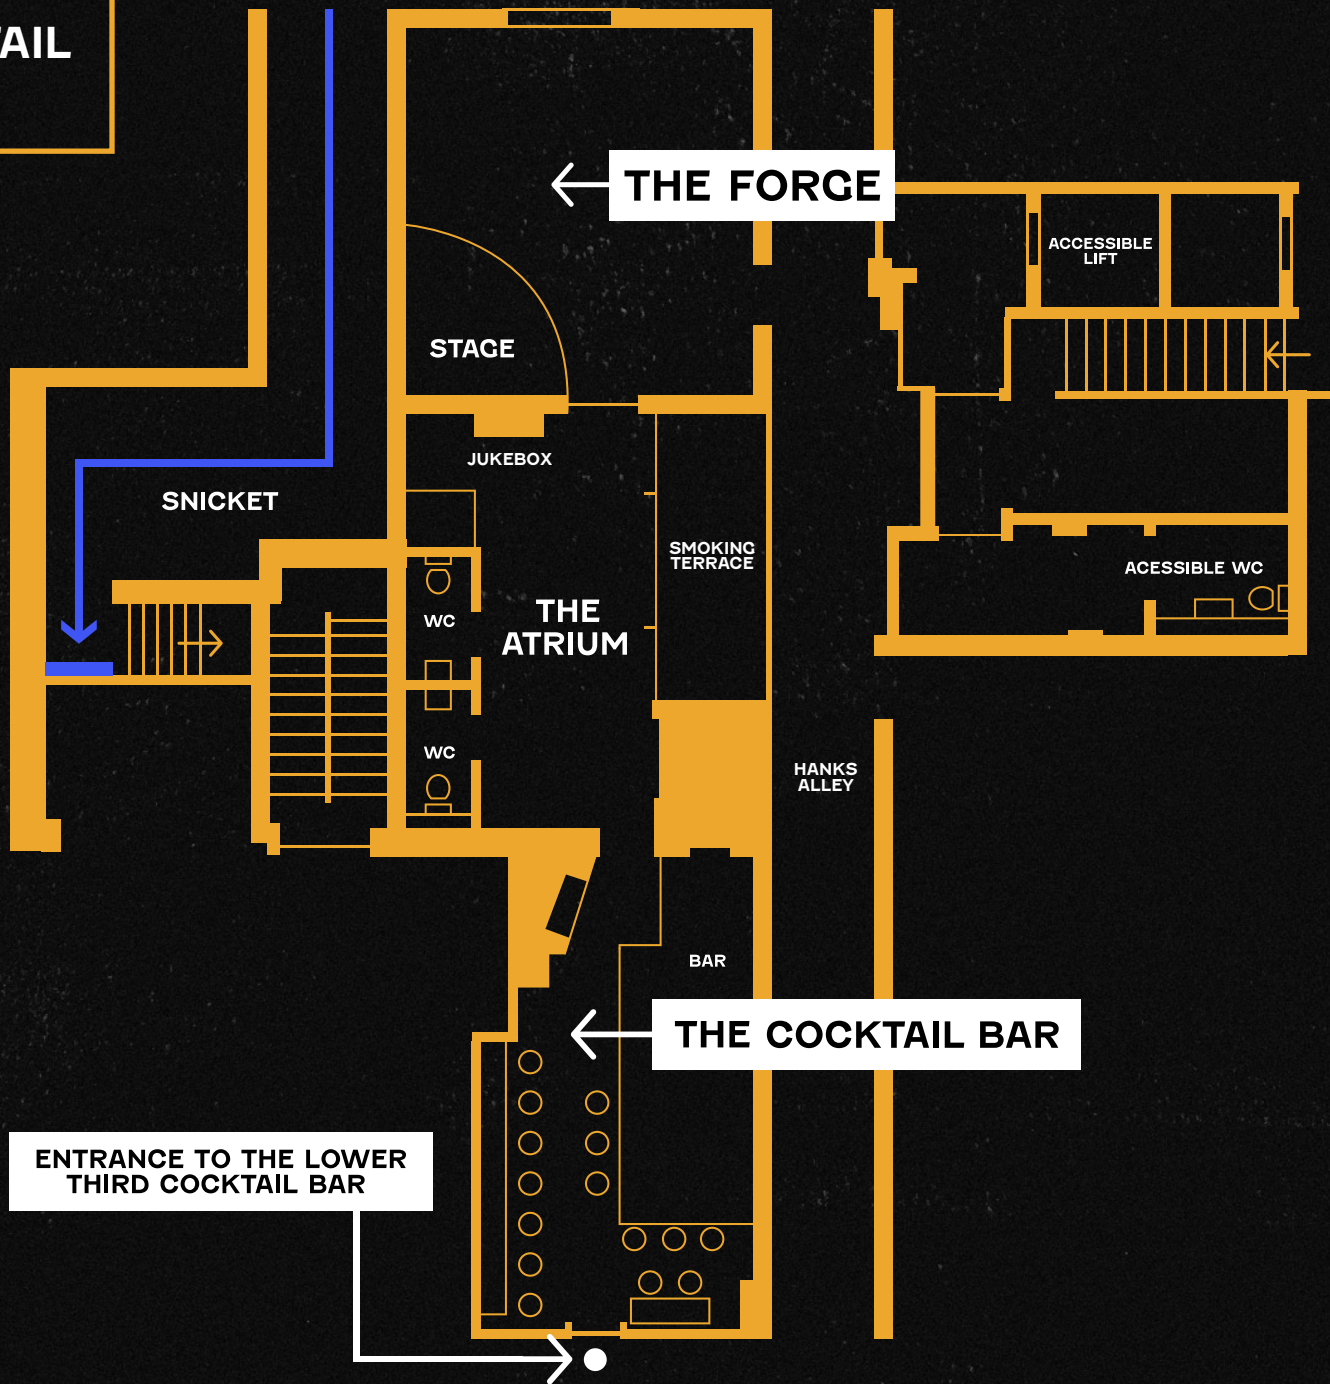 THE FORGE
ACCESSIBLE
LIFT
STAGE
JUKEBOX
SNICKET
SMOKING
TERRACE
ACESSIBLE WC
THE
ATRIUM
WC
WC
HANKS
ALLEY
BAR
THE COCKTAIL BAR
ENTRANCE TO THE LOWER
THIRD COCKTAIL BAR